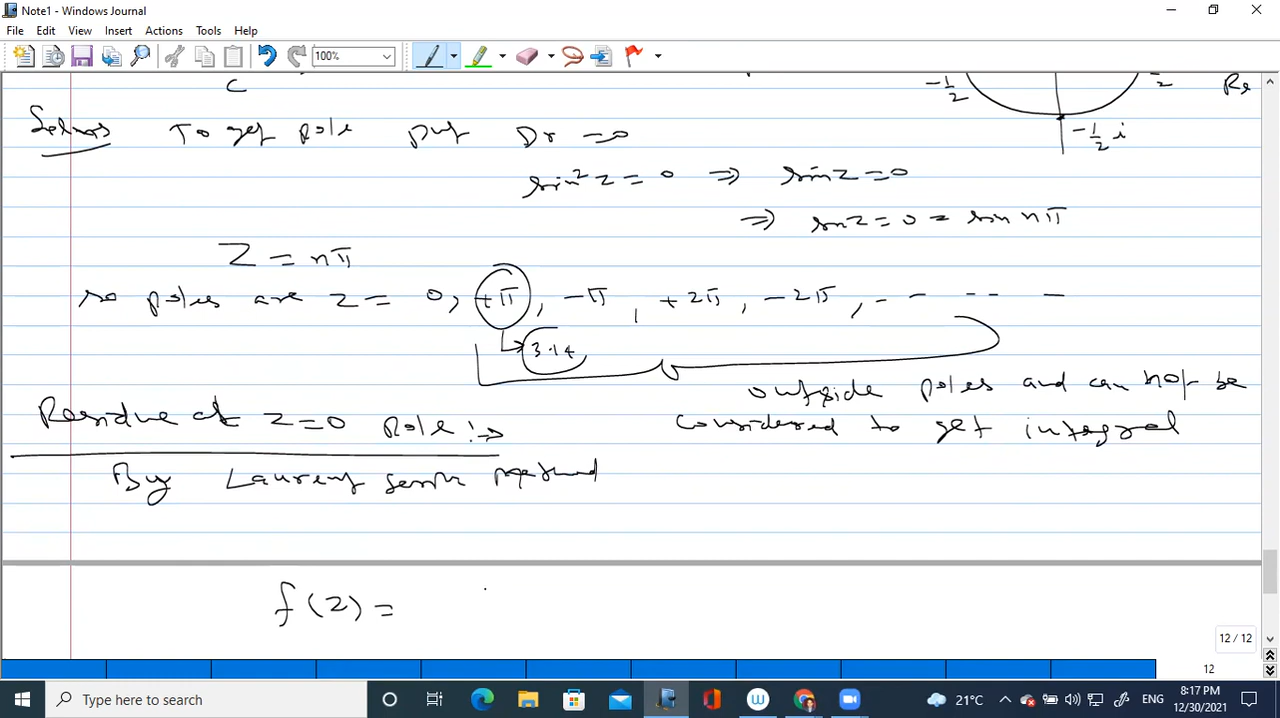 Note1 - Windows Journal
File Edit View Insert Actions Tools Help
100%
C
-1/2
Re
-1/2 i
To get pole put Dr = 0
sin² z = 0 ⇒ sin z = 0
⇒ sin z = 0 = sin nπ
Z = nπ
so poles are z = 0, +π, -π, +2π, -2π, - - - - -
3.14
outside poles and can not be
considered to get integral
Residue at z=0 Pole :→
By Laurent series method
f(z) =
12 / 12
12
Type here to search
21°C
ENG
8:17 PM
12/30/2021